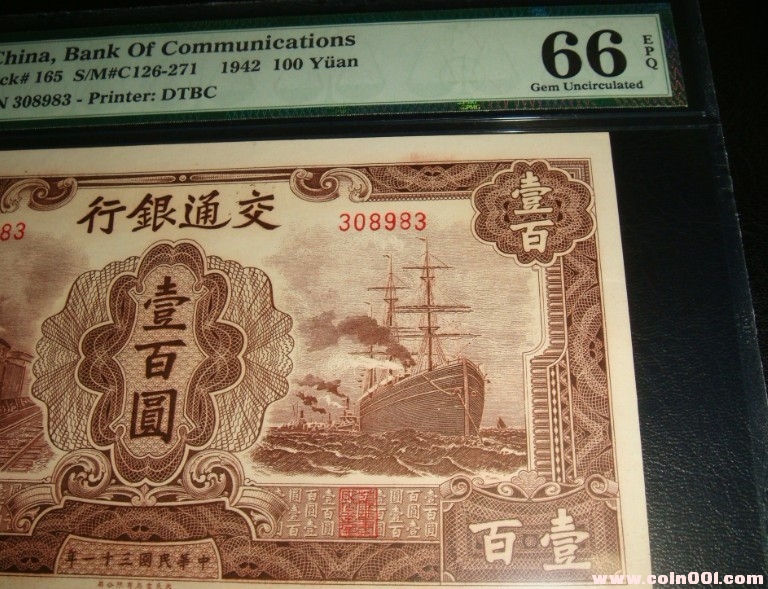 China, Bank Of Communications
ck# 165 S/M#C126-271 1942 100 Yüan
N 308983 - Printer: DTBC
66 EPQ
Gem Uncirculated
行銀通交
83
308983
壹百
壹百圓
百壹
年一十三國民華中
www.coin001.com